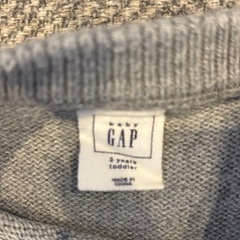 baby
GAP
3 years
toddler
MADE IN
CHINA